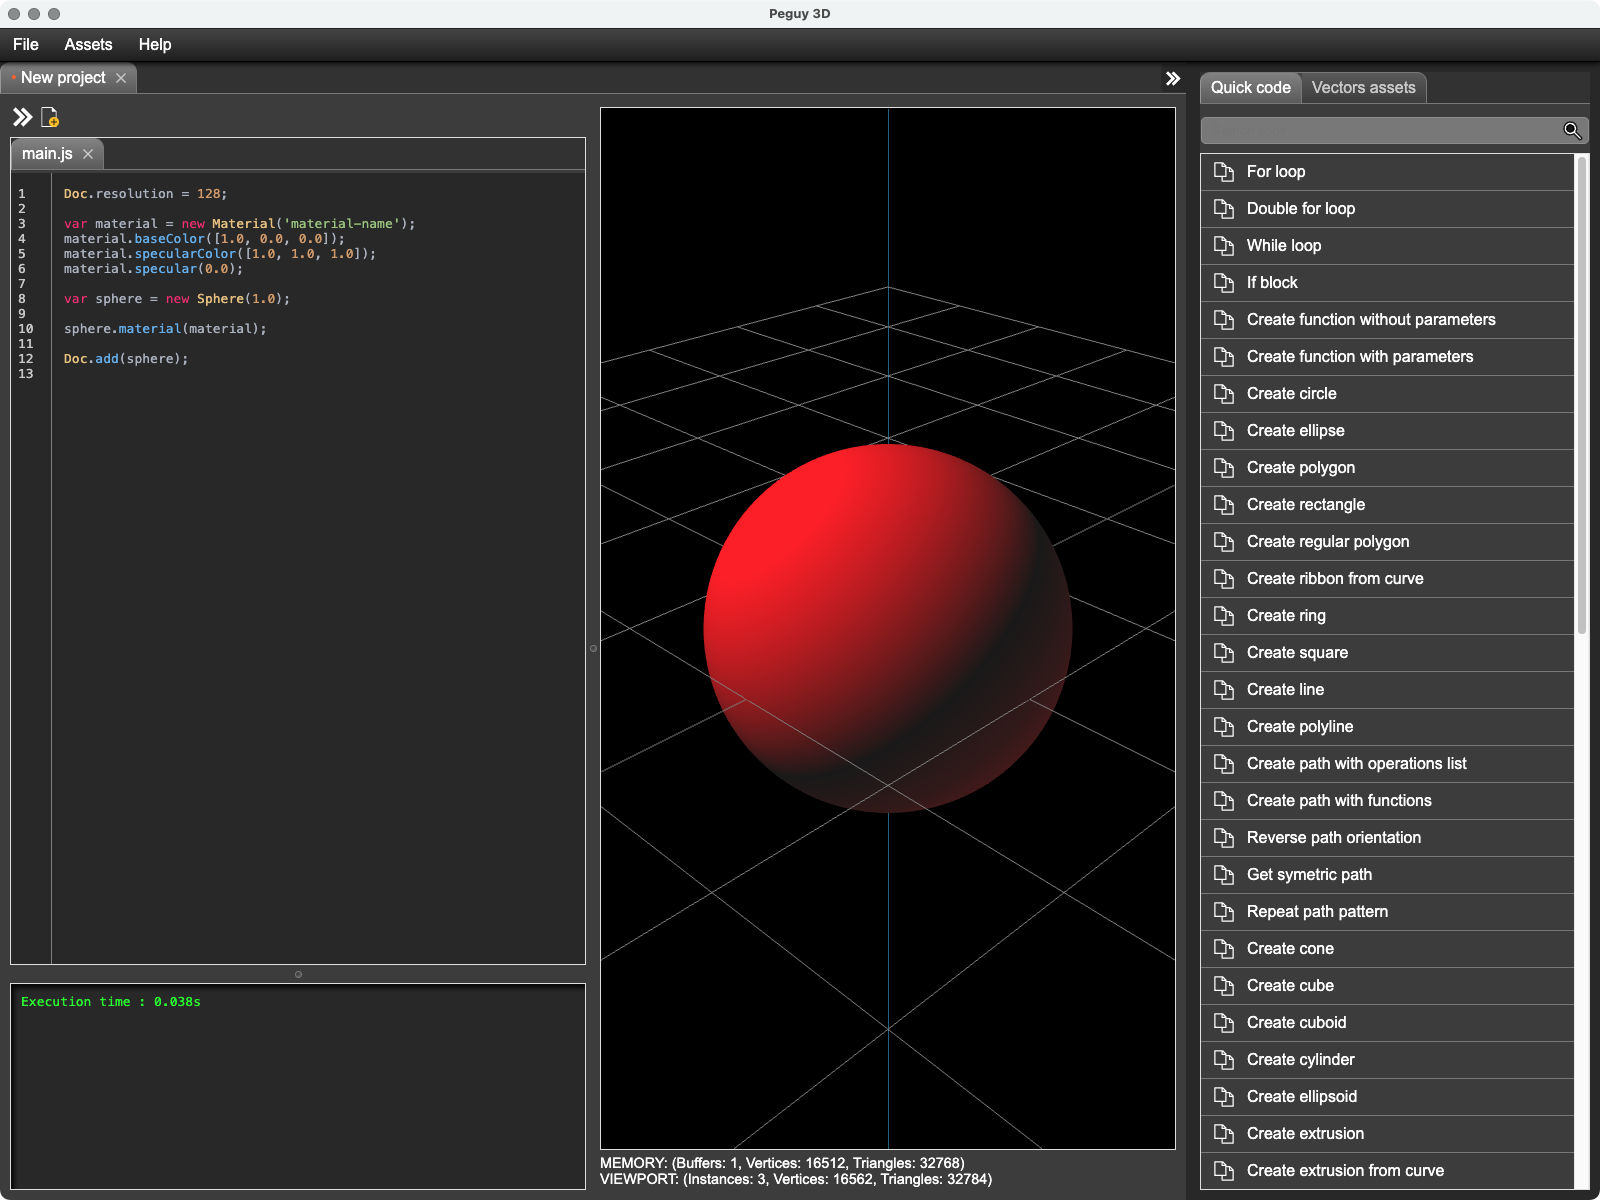 Peguy 3D
File Assets Help
• New project ×
Quick code Vectors assets
main.js ×
1 Doc.resolution = 128;
2
3 var material = new Material('material-name');
4 material.baseColor([1.0, 0.0, 0.0]);
5 material.specularColor([1.0, 1.0, 1.0]);
6 material.specular(0.0);
7
8 var sphere = new Sphere(1.0);
9
10 sphere.material(material);
11
12 Doc.add(sphere);
13
Execution time : 0.038s
MEMORY: (Buffers: 1, Vertices: 16512, Triangles: 32768)
VIEWPORT: (Instances: 3, Vertices: 16562, Triangles: 32784)
For loop
Double for loop
While loop
If block
Create function without parameters
Create function with parameters
Create circle
Create ellipse
Create polygon
Create rectangle
Create regular polygon
Create ribbon from curve
Create ring
Create square
Create line
Create polyline
Create path with operations list
Create path with functions
Reverse path orientation
Get symetric path
Repeat path pattern
Create cone
Create cube
Create cuboid
Create cylinder
Create ellipsoid
Create extrusion
Create extrusion from curve